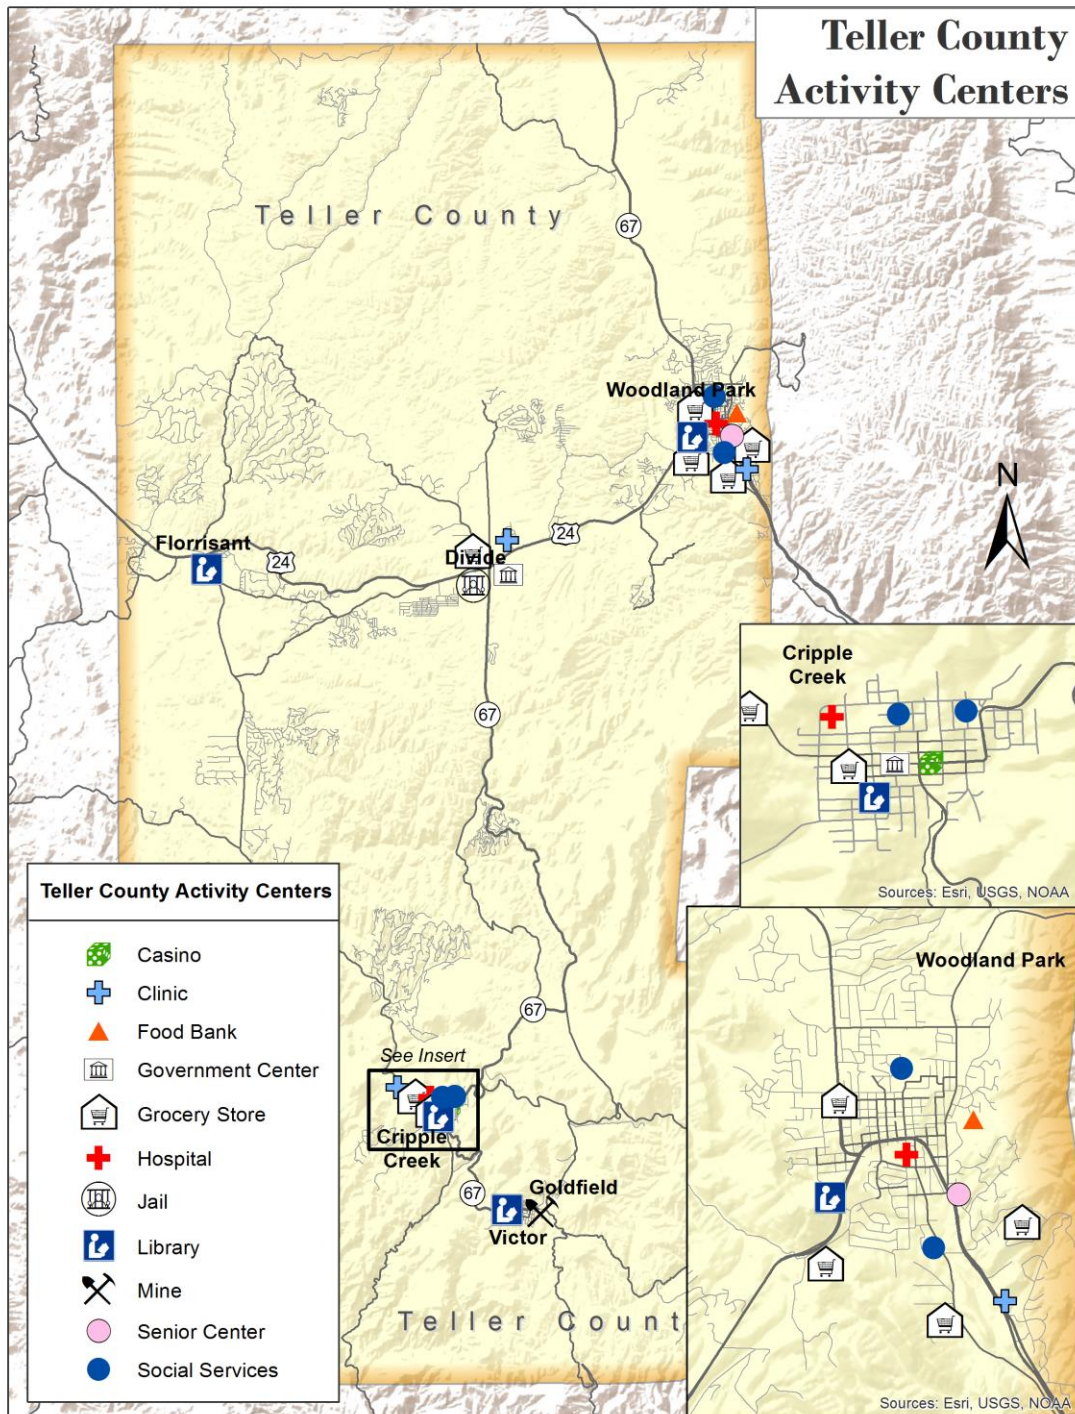 Teller County
Activity Centers
Teller County
67
Woodland Park
N
24
Florrisant
24
Divide
67
Cripple
Creek
Sources: Esri, USGS, NOAA
Teller County Activity Centers
Casino
Clinic
Food Bank
Government Center
Grocery Store
Hospital
Jail
Library
Mine
Senior Center
Social Services
Woodland Park
67
See Insert
Cripple
Creek
67
Goldfield
Victor
Teller Count
Sources: Esri, USGS, NOAA